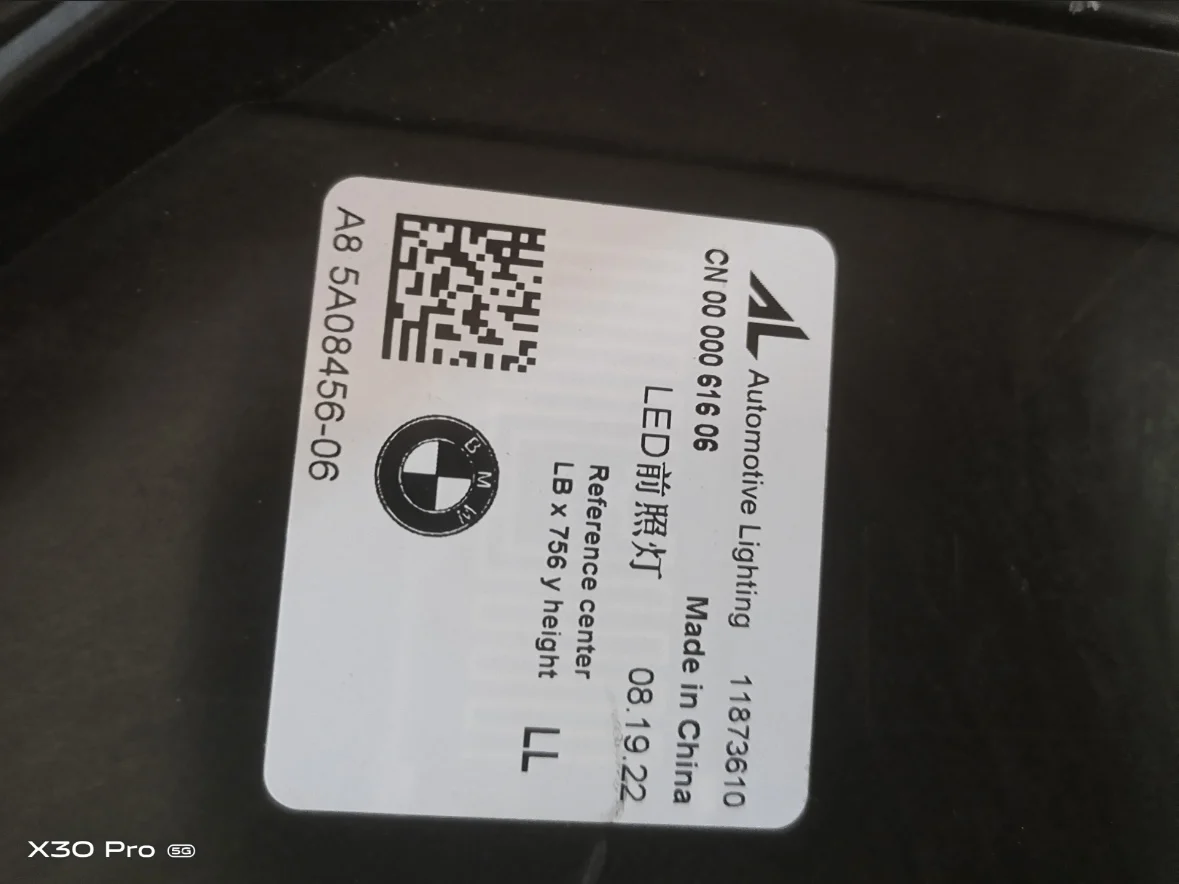 AL Automotive Lighting 11873610
CN 00 000 616 06 Made in China
LED前照灯 08.19.22
Reference center
LB x 756 y height LL
BMW
A8 5A08456-06
X30 Pro 5G